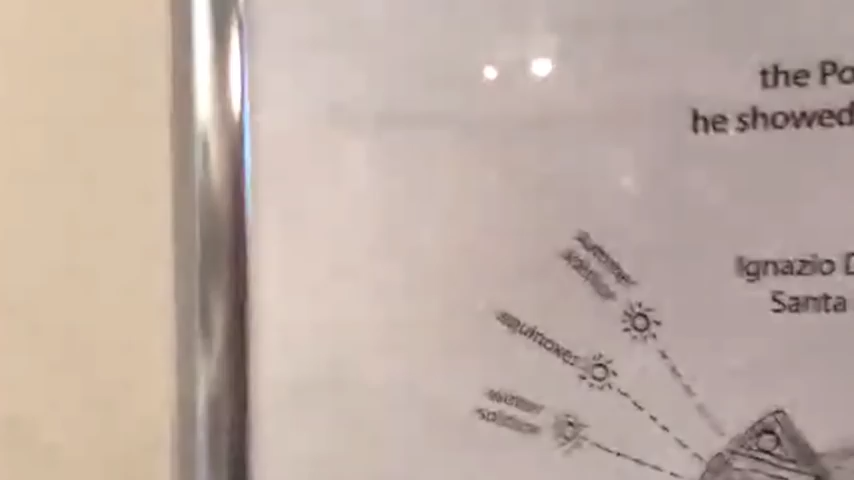 the Po
he showed
Ignazio D
Santa
summer
solstice
equinoxes
winter
solstice